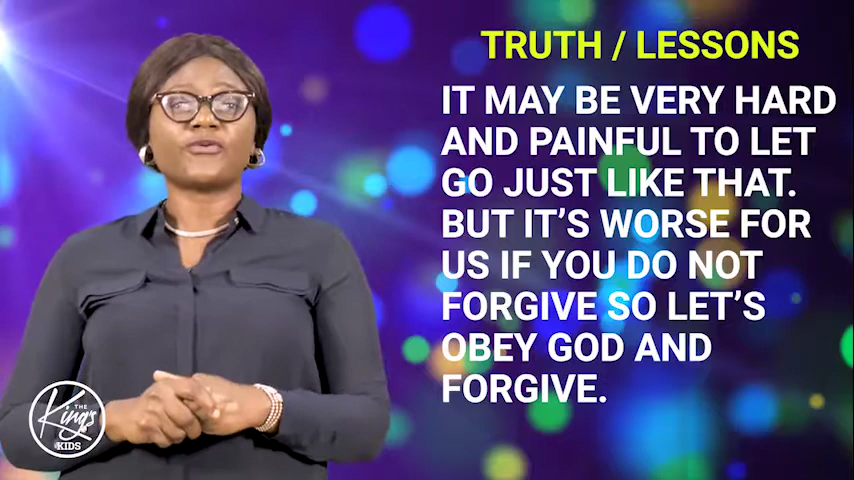 TRUTH / LESSONS
IT MAY BE VERY HARD
AND PAINFUL TO LET
GO JUST LIKE THAT.
BUT IT'S WORSE FOR
US IF YOU DO NOT
FORGIVE SO LET'S
OBEY GOD AND
FORGIVE.
THE
King's
KIDS